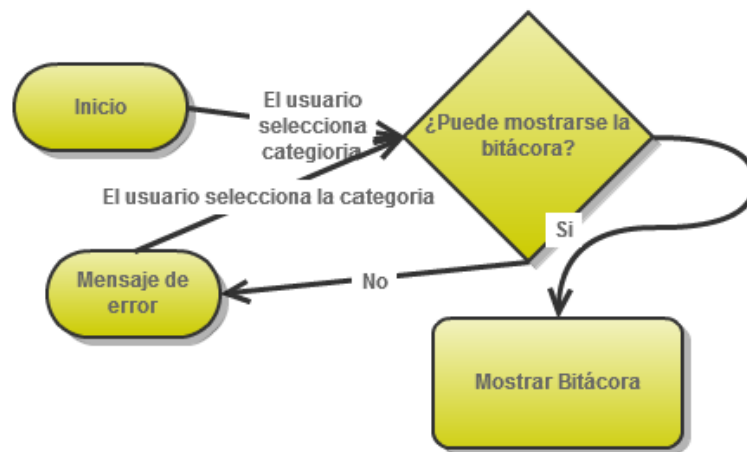 Inicio
El usuario
selecciona
categioria
¿Puede mostrarse la
bitácora?
El usuario selecciona la categoria
Si
Mensaje de
error
No
Mostrar Bitácora